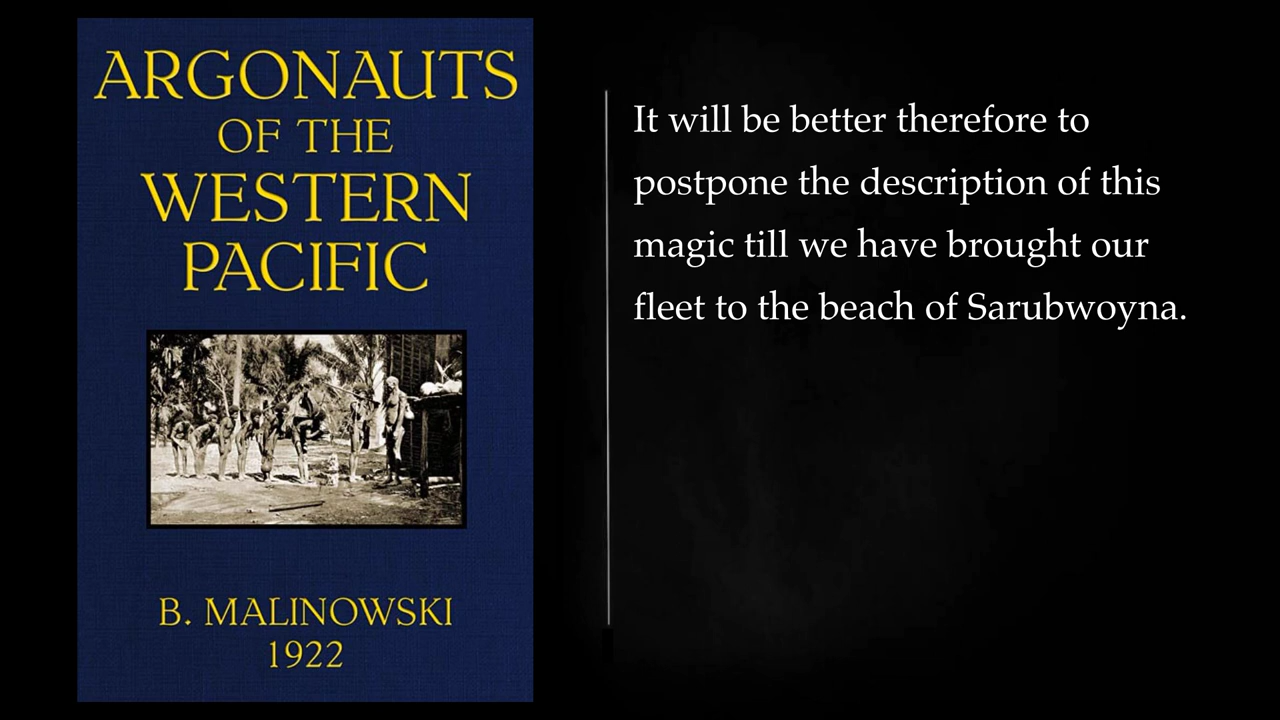 ARGONAUTS
OF THE
WESTERN
PACIFIC
B. MALINOWSKI
1922
It will be better therefore to
postpone the description of this
magic till we have brought our
fleet to the beach of Sarubwoyna.